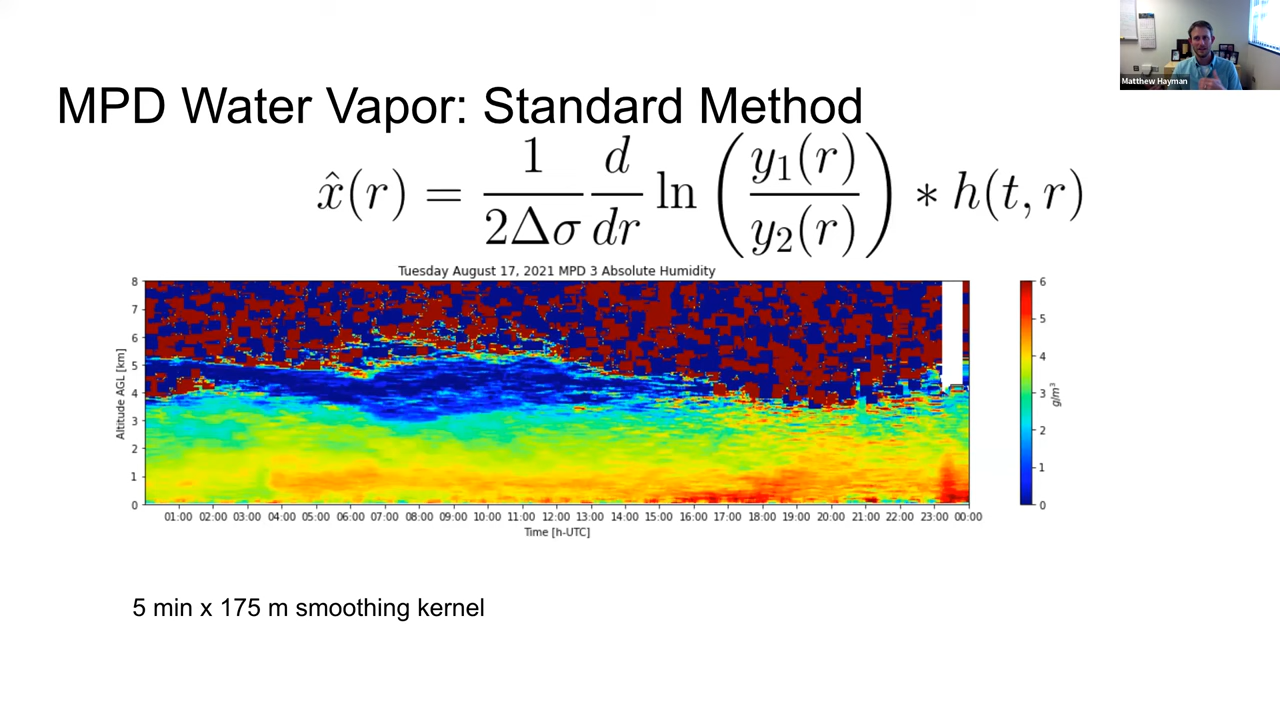 Matthew Hayman
MPD Water Vapor: Standard Method
x̂(r) = 1/(2Δσ) d/dr ln(y₁(r)/y₂(r)) * h(t, r)
Tuesday August 17, 2021 MPD 3 Absolute Humidity
8
7
6
5
4
3
2
1
0
Altitude AGL [km]
01:00 02:00 03:00 04:00 05:00 06:00 07:00 08:00 09:00 10:00 11:00 12:00 13:00 14:00 15:00 16:00 17:00 18:00 19:00 20:00 21:00 22:00 23:00 00:00
Time [h-UTC]
6
5
4
3
2
1
0
g/m³
5 min x 175 m smoothing kernel